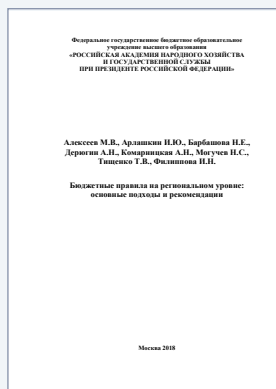 Федеральное государственное бюджетное образовательное
учреждение высшего образования
«РОССИЙСКАЯ АКАДЕМИЯ НАРОДНОГО ХОЗЯЙСТВА
И ГОСУДАРСТВЕННОЙ СЛУЖБЫ
ПРИ ПРЕЗИДЕНТЕ РОССИЙСКОЙ ФЕДЕРАЦИИ»
Алексеев М.В., Арлашкин И.Ю., Барбашова Н.Е.,
Дерюгин А.Н., Комарницкая А.Н., Могучев Н.С.,
Тищенко Т.В., Филиппова И.Н.
Бюджетные правила на региональном уровне:
основные подходы и рекомендации
Москва 2018